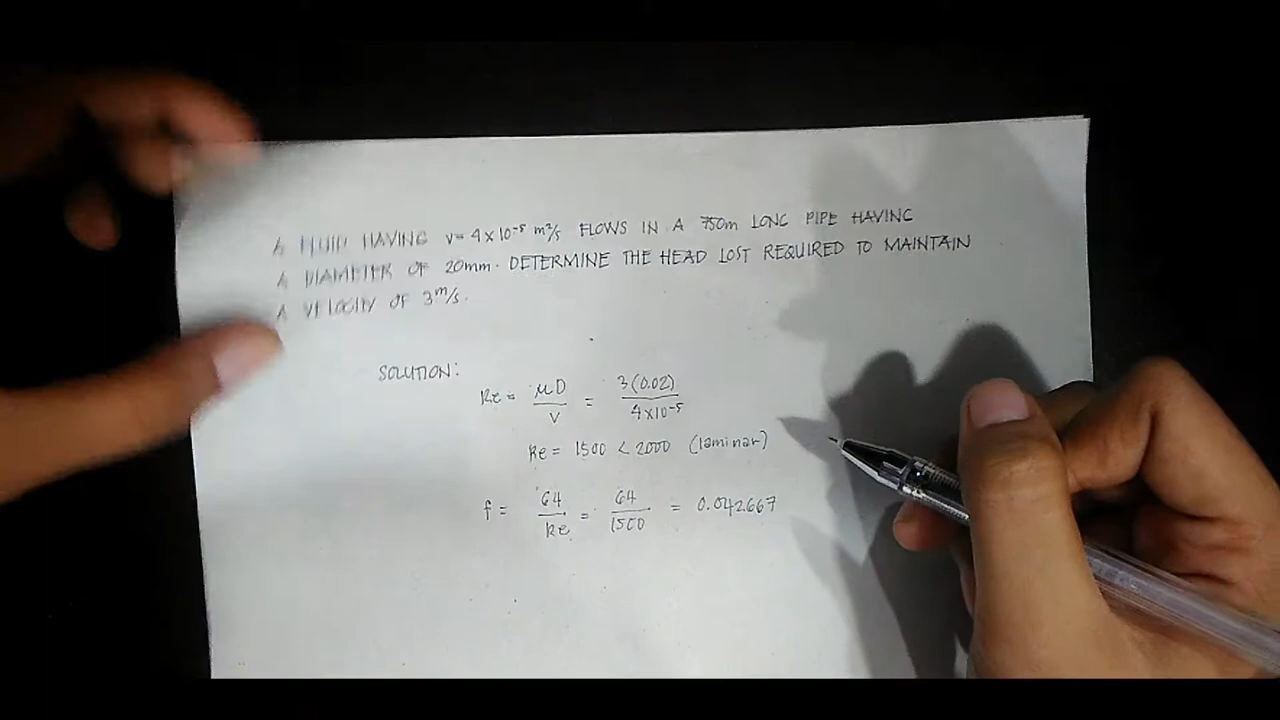 A FLUID HAVING v= 4 x 10⁻⁵ m²/s FLOWS IN A 750m LONG PIPE HAVING
A DIAMETER OF 20mm. DETERMINE THE HEAD LOST REQUIRED TO MAINTAIN
A VELOCITY OF 3 m/s.
SOLUTION:
Re = μD/v = 3(0.02)/4x10⁻⁵
Re = 1500 < 2000 (laminar)
f = 64/Re = 64/1500 = 0.042667